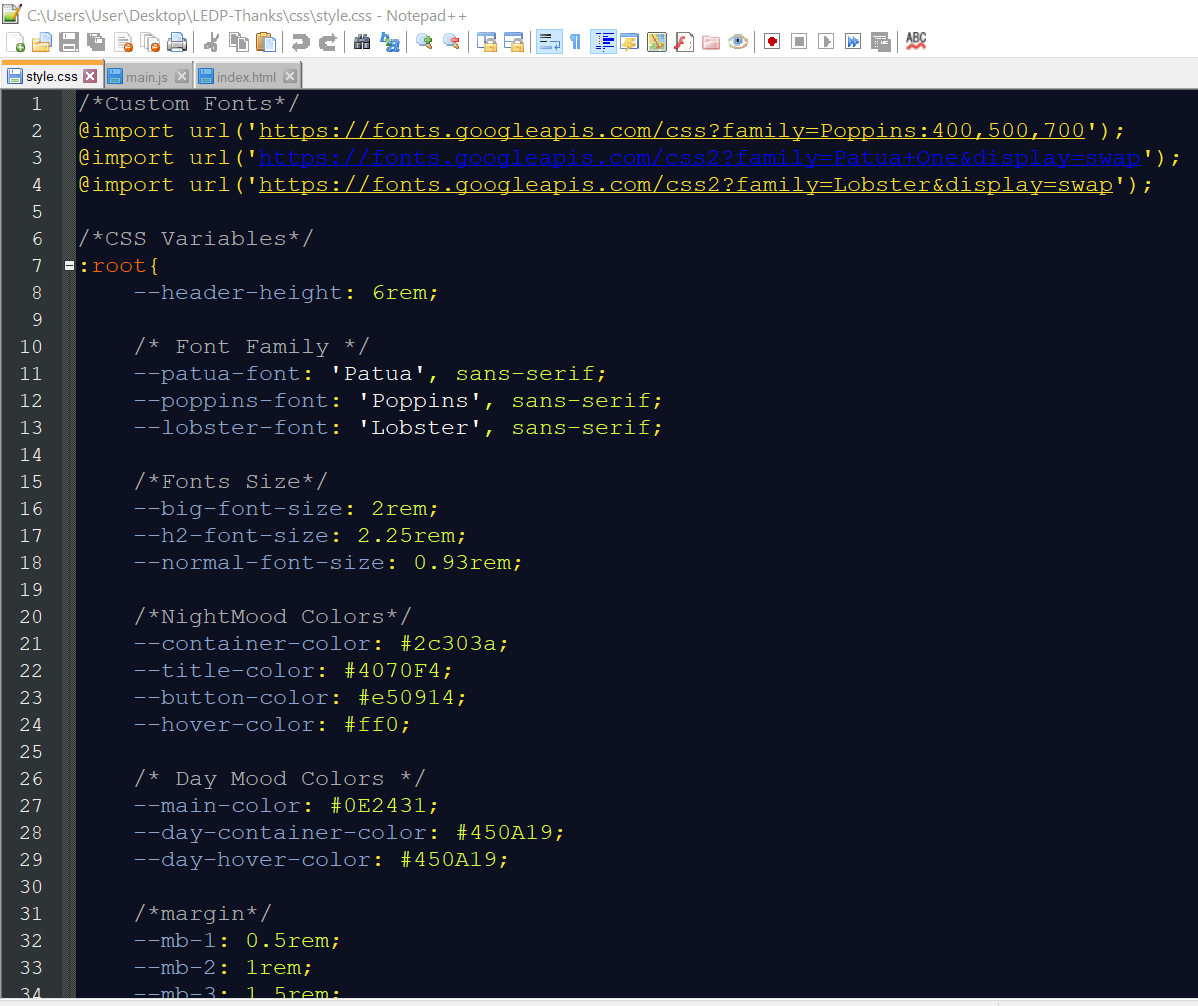 C:\Users\User\Desktop\LEDP-Thanks\css\style.css - Notepad++
ABC
style.css main.js index.html
1 /*Custom Fonts*/
2 @import url('https://fonts.googleapis.com/css?family=Poppins:400,500,700');
3 @import url('https://fonts.googleapis.com/css2?family=Patua+One&display=swap');
4 @import url('https://fonts.googleapis.com/css2?family=Lobster&display=swap');
5
6 /*CSS Variables*/
7 :root{
8 --header-height: 6rem;
9
10 /* Font Family */
11 --patua-font: 'Patua', sans-serif;
12 --poppins-font: 'Poppins', sans-serif;
13 --lobster-font: 'Lobster', sans-serif;
14
15 /*Fonts Size*/
16 --big-font-size: 2rem;
17 --h2-font-size: 2.25rem;
18 --normal-font-size: 0.93rem;
19
20 /*NightMood Colors*/
21 --container-color: #2c303a;
22 --title-color: #4070F4;
23 --button-color: #e50914;
24 --hover-color: #ff0;
25
26 /* Day Mood Colors */
27 --main-color: #0E2431;
28 --day-container-color: #450A19;
29 --day-hover-color: #450A19;
30
31 /*margin*/
32 --mb-1: 0.5rem;
33 --mb-2: 1rem;
34 --mb-3: 1.5rem;